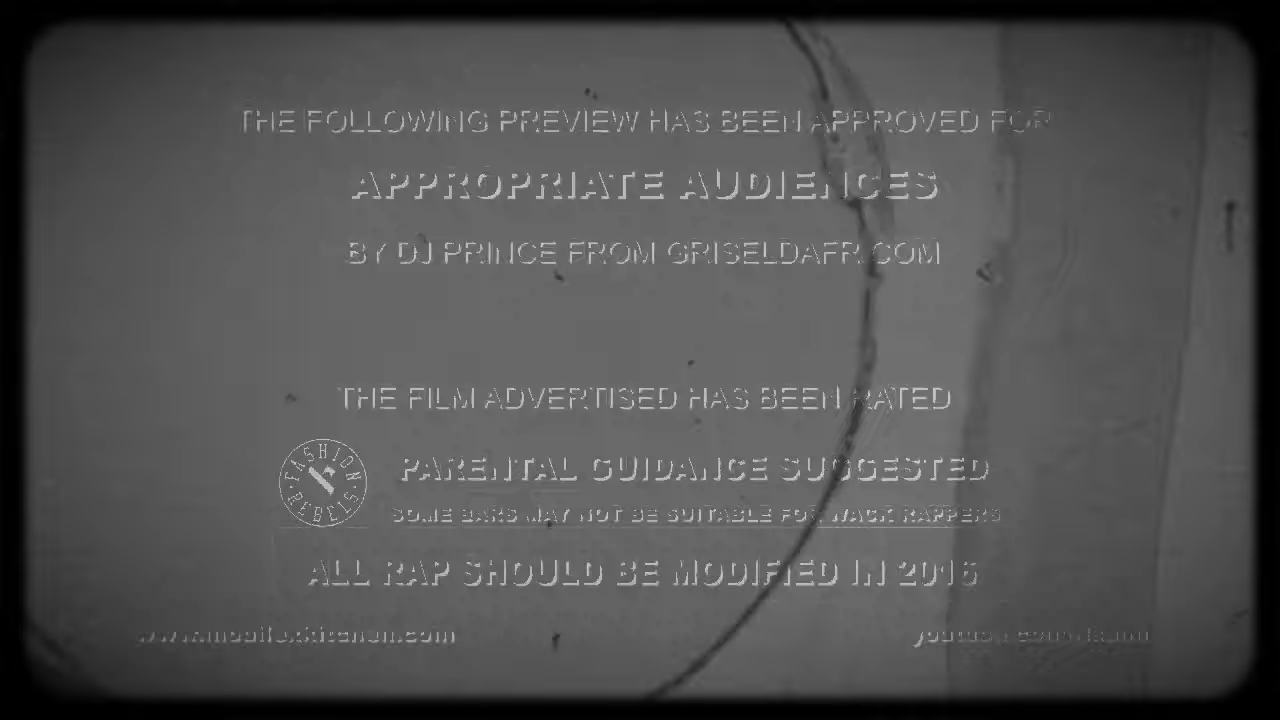 THE FOLLOWING PREVIEW HAS BEEN APPROVED FOR
APPROPRIATE AUDIENCES
BY DJ PRINCE FROM GRISELDAFR.COM
THE FILM ADVERTISED HAS BEEN RATED
FASHION REBELS
PARENTAL GUIDANCE SUGGESTED
SOME BARS MAY NOT BE SUITABLE FOR WACK RAPPERS
ALL RAP SHOULD BE MODIFIED IN 2016